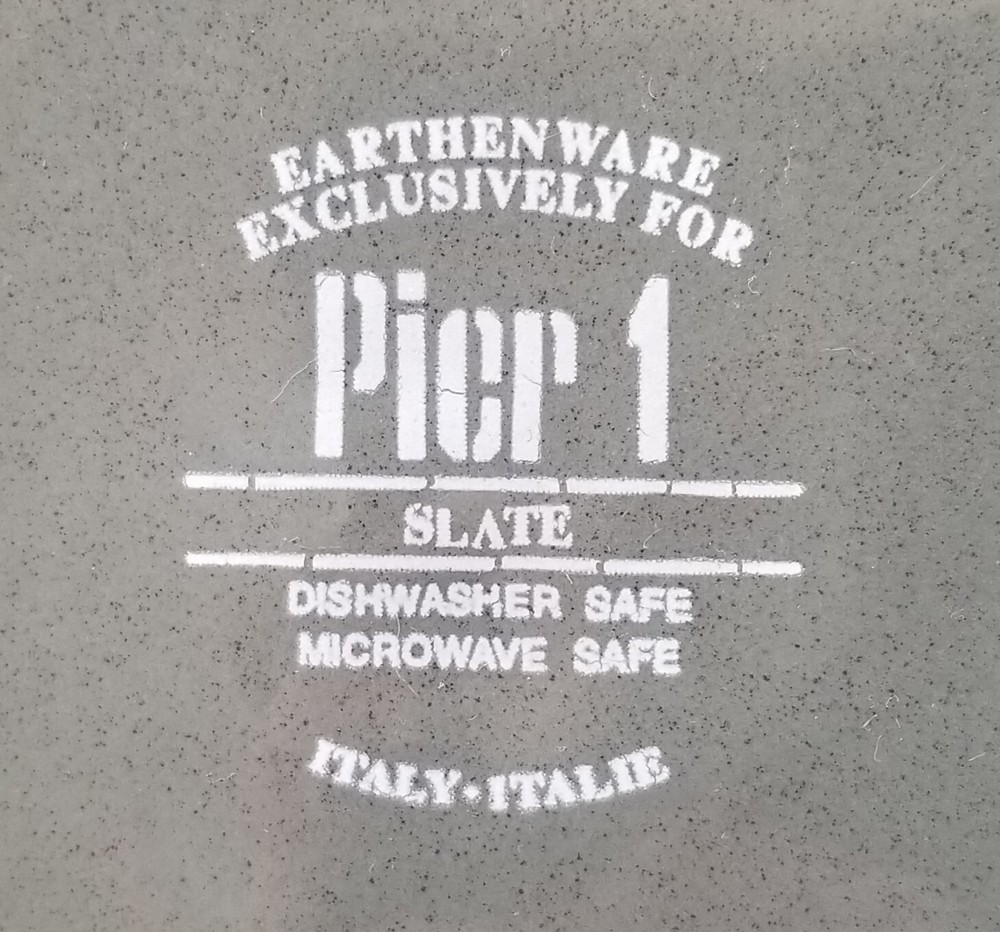 EARTHENWARE
EXCLUSIVELY FOR
Pier 1
SLATE
DISHWASHER SAFE
MICROWAVE SAFE
ITALY·ITALIE